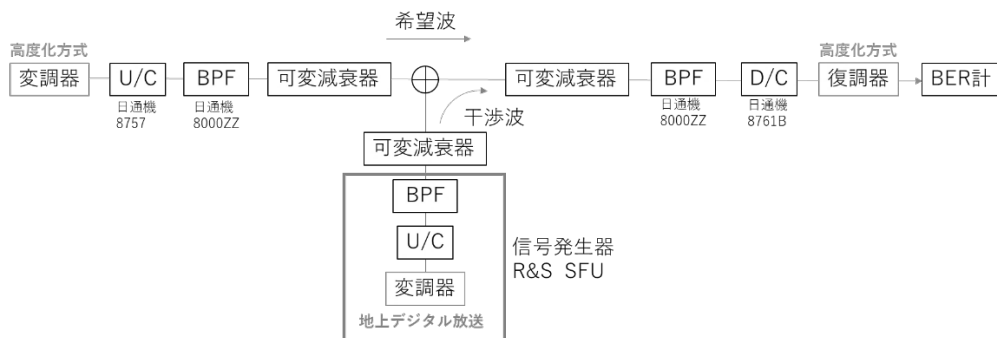 希望波
高度化方式
変調器
U/C
日通機
8757
BPF
日通機
8000ZZ
可変減衰器
可変減衰器
BPF
日通機
8000ZZ
D/C
日通機
8761B
高度化方式
復調器
BER計
干渉波
可変減衰器
BPF
U/C
変調器
地上デジタル放送
信号発生器
R&S SFU